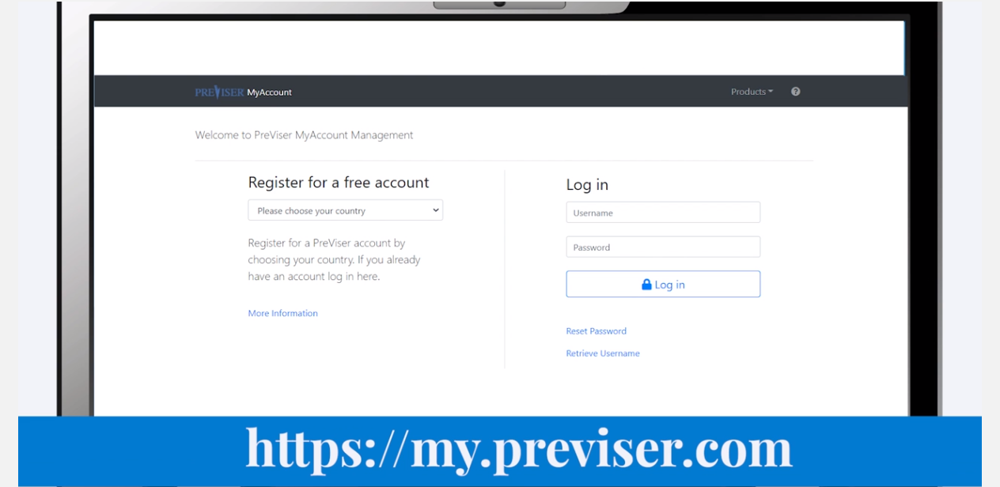 PREVISER MyAccount
Products
Welcome to PreViser MyAccount Management
Register for a free account
Please choose your country
Register for a PreViser account by
choosing your country. If you already
have an account log in here.
More Information
Log in
Username
Password
Log in
Reset Password
Retrieve Username
https://my.previser.com